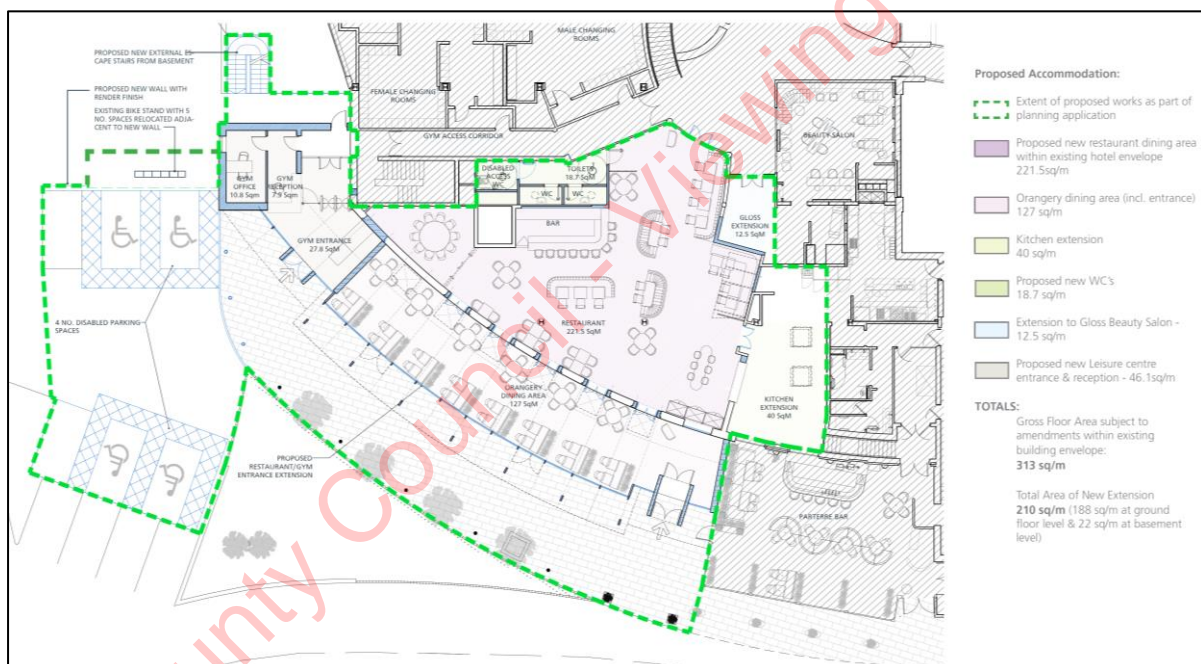 MALE CHANGING
ROOMS
PROPOSED NEW EXTERNAL ES-
CAPE STAIRS FROM BASEMENT
PROPOSED NEW WALL WITH
RENDER FINISH
EXISTING BIKE STAND WITH 5
NO. SPACES RELOCATED ADJA-
CENT TO NEW WALL
FEMALE CHANGING
ROOMS
GYM ACCESS CORRIDOR
BEAUTY SALON
GYM
OFFICE
10.8 Sqm
GYM
RECEPTION
7.9 Sqm
DISABLED
ACCESS
WC
TOILETS
18.7 SqM
WC
WC
BAR
GLOSS
EXTENSION
12.5 SqM
GYM ENTRANCE
27.8 SqM
4 NO. DISABLED PARKING
SPACES
RESTAURANT
221.5 SqM
ORANGERY
DINING AREA
127 SqM
KITCHEN
EXTENSION
40 SqM
PROPOSED
RESTAURANT/GYM
ENTRANCE EXTENSION
PARTERRE BAR
Proposed Accommodation:
Extent of proposed works as part of
planning application
Proposed new restaurant dining area
within existing hotel envelope
221.5sq/m
Orangery dining area (incl. entrance)
127 sq/m
Kitchen extension
40 sq/m
Proposed new WC's
18.7 sq/m
Extension to Gloss Beauty Salon -
12.5 sq/m
Proposed new Leisure centre
entrance & reception - 46.1sq/m
TOTALS:
Gross Floor Area subject to
amendments within existing
building envelope:
313 sq/m
Total Area of New Extension
210 sq/m (188 sq/m at ground
floor level & 22 sq/m at basement
level)
unty Council - Viewing